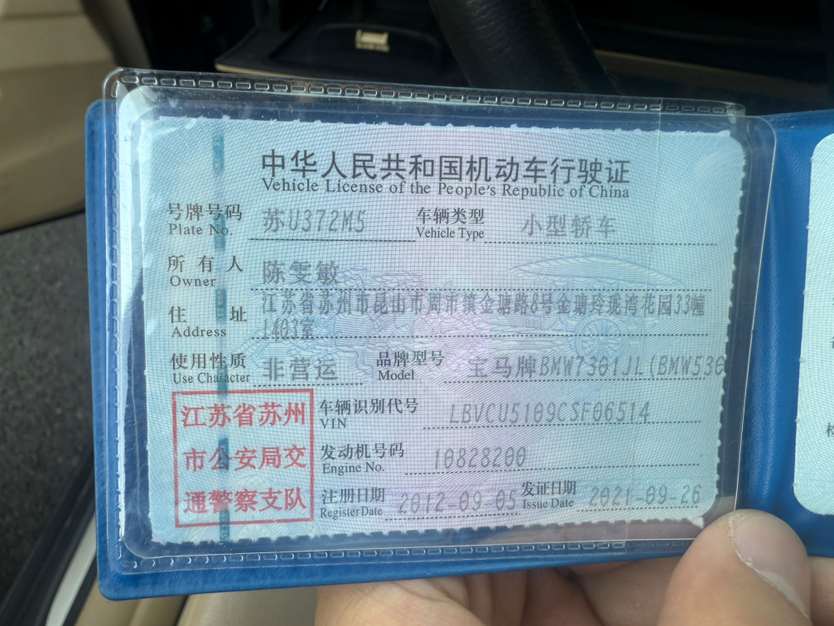 中华人民共和国机动车行驶证
Vehicle License of the People's Republic of China
号牌号码 苏U372M5 车辆类型 小型轿车
Plate No. Vehicle Type
所有人 陈雯敏
Owner
住址 江苏省苏州市昆山市周市镇金塘路8号金塘玲珑湾花园33幢
Address 1403室
使用性质 非营运 品牌型号 宝马牌BMW7301JL(BMW530
Use Character Model
江苏省苏州 车辆识别代号 LBVCU5109CSF06514
VIN
市公安局交 发动机号码 10828200
Engine No.
通警察支队 注册日期 2012-09-05 发证日期 2021-09-26
Register Date Issue Date